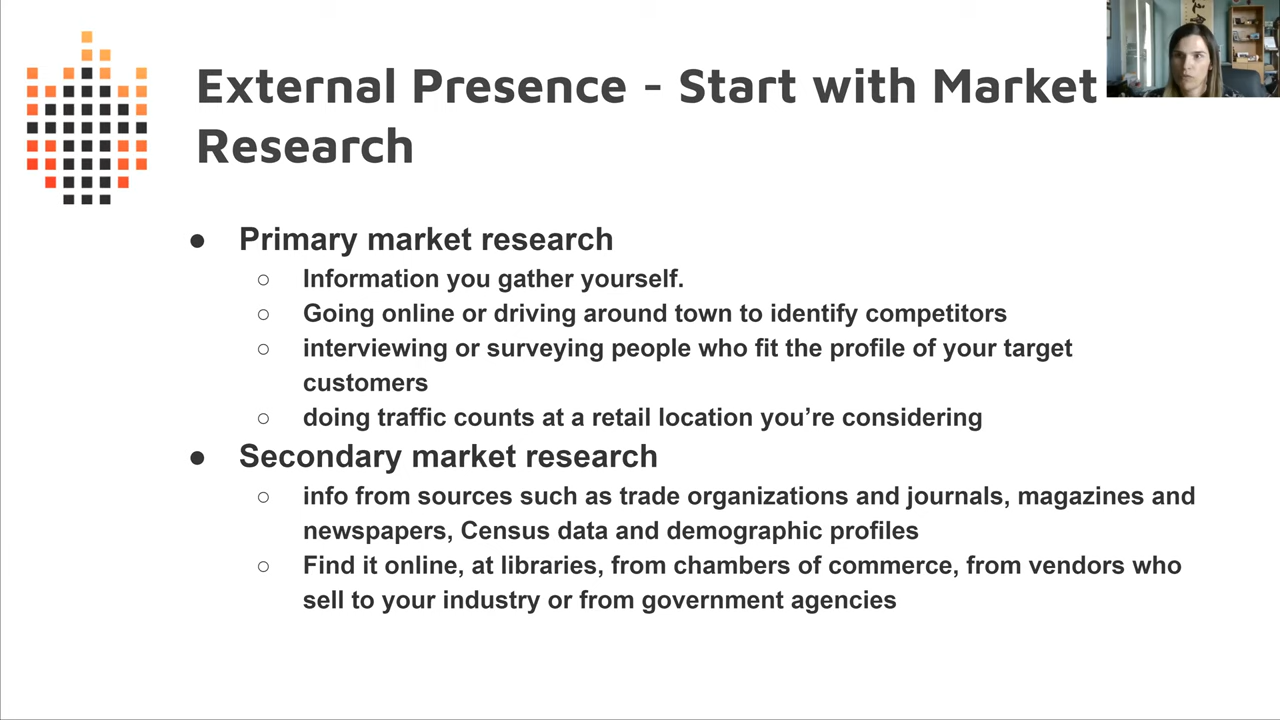 External Presence - Start with Market
Research
● Primary market research
○ Information you gather yourself.
○ Going online or driving around town to identify competitors
○ interviewing or surveying people who fit the profile of your target
customers
○ doing traffic counts at a retail location you’re considering
● Secondary market research
○ info from sources such as trade organizations and journals, magazines and
newspapers, Census data and demographic profiles
○ Find it online, at libraries, from chambers of commerce, from vendors who
sell to your industry or from government agencies